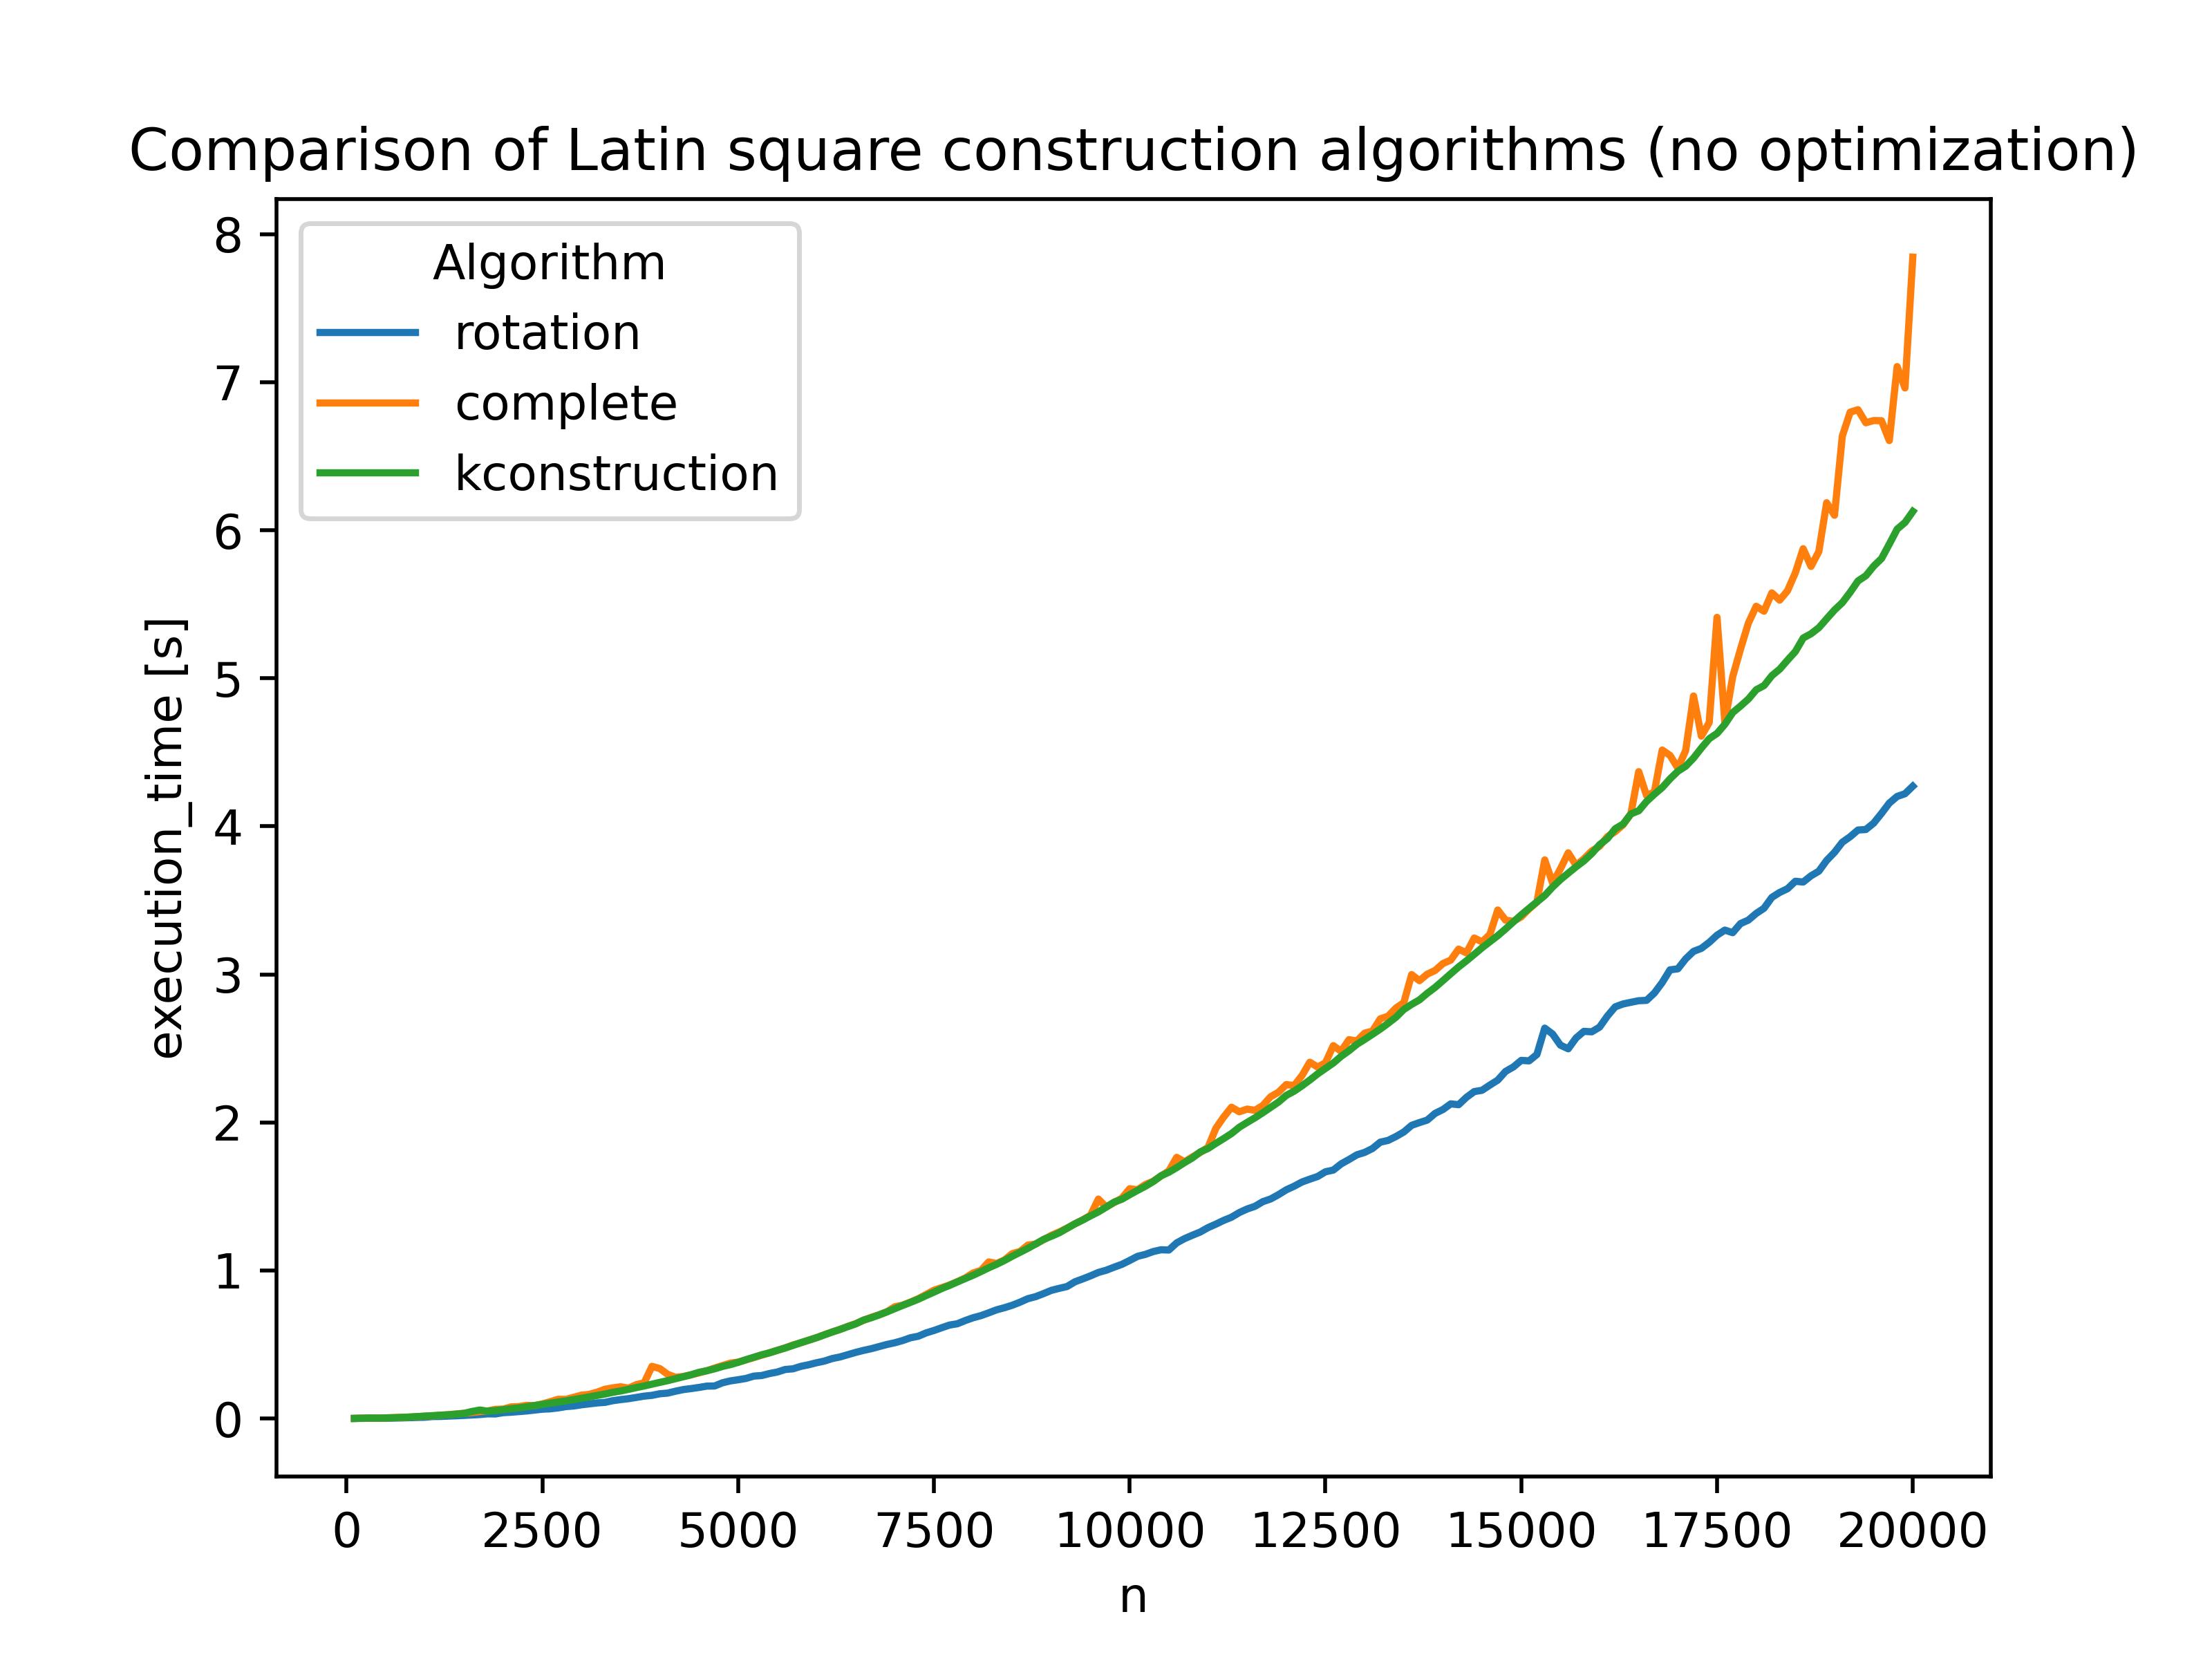 Comparison of Latin square construction algorithms (no optimization)
Algorithm
rotation
complete
kconstruction
execution_time [s]
8
7
6
5
4
3
2
1
0
0 2500 5000 7500 10000 12500 15000 17500 20000
n